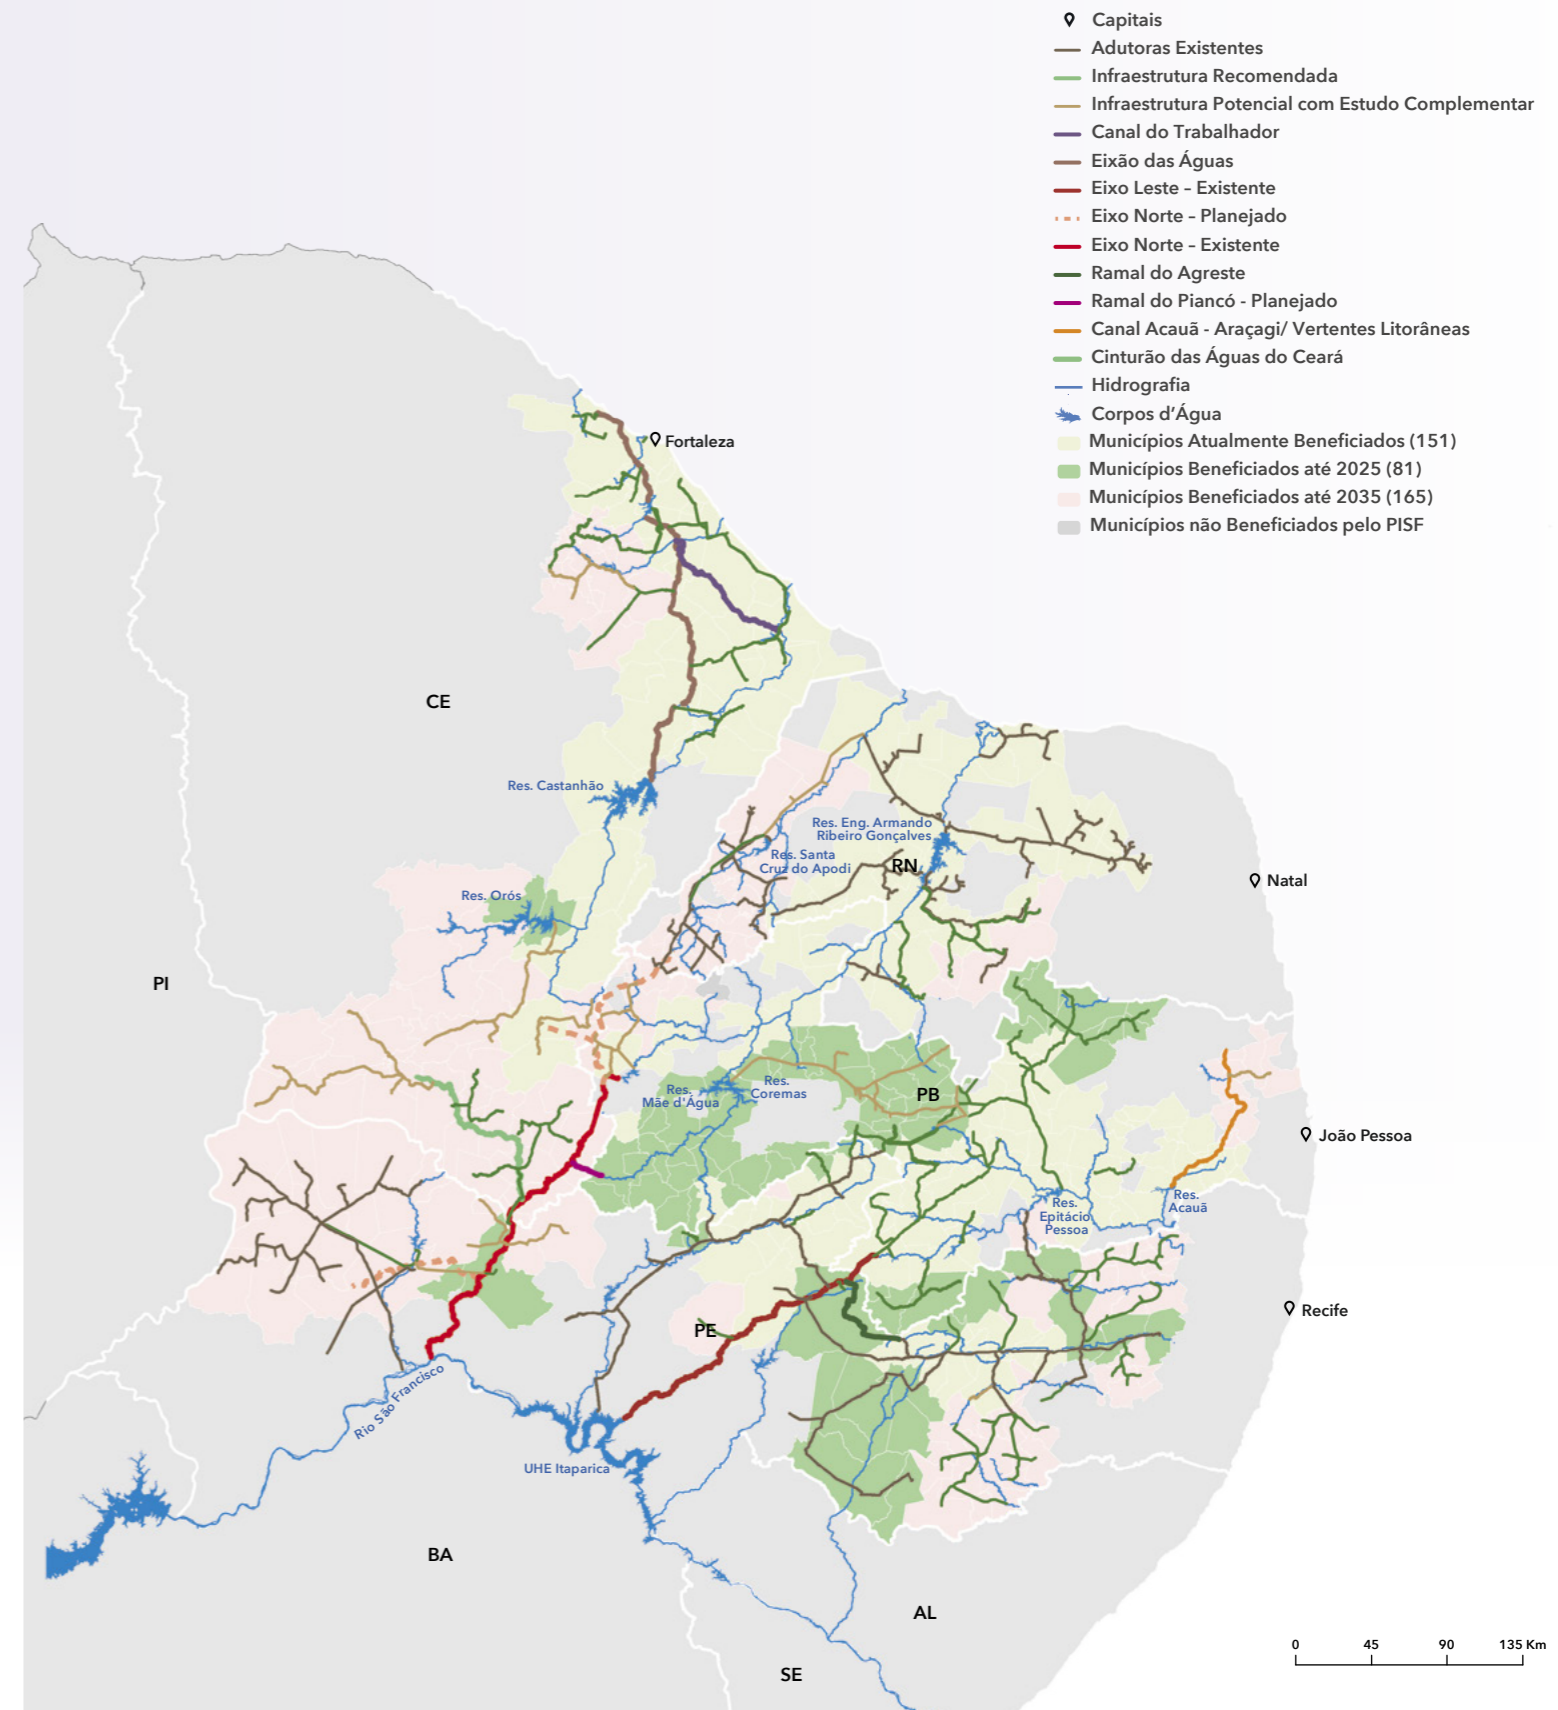 Capitais
Adutoras Existentes
Infraestrutura Recomendada
Infraestrutura Potencial com Estudo Complementar
Canal do Trabalhador
Eixão das Águas
Eixo Leste – Existente
Eixo Norte – Planejado
Eixo Norte – Existente
Ramal do Agreste
Ramal do Piancó - Planejado
Canal Acauã - Araçagi/ Vertentes Litorâneas
Cinturão das Águas do Ceará
Hidrografia
Corpos d’Água
Municípios Atualmente Beneficiados (151)
Municípios Beneficiados até 2025 (81)
Municípios Beneficiados até 2035 (165)
Municípios não Beneficiados pelo PISF
Fortaleza
CE
Res. Castanhão
Res. Eng. Armando
Ribeiro Gonçalves
Res. Santa
Cruz do Apodi
RN
Natal
Res. Orós
PI
Res.
Mãe d'Água
Res.
Coremas
PB
João Pessoa
Res.
Epitácio
Pessoa
Res.
Acauã
Recife
PE
Rio São Francisco
UHE Itaparica
BA
AL
SE
0 45 90 135 Km